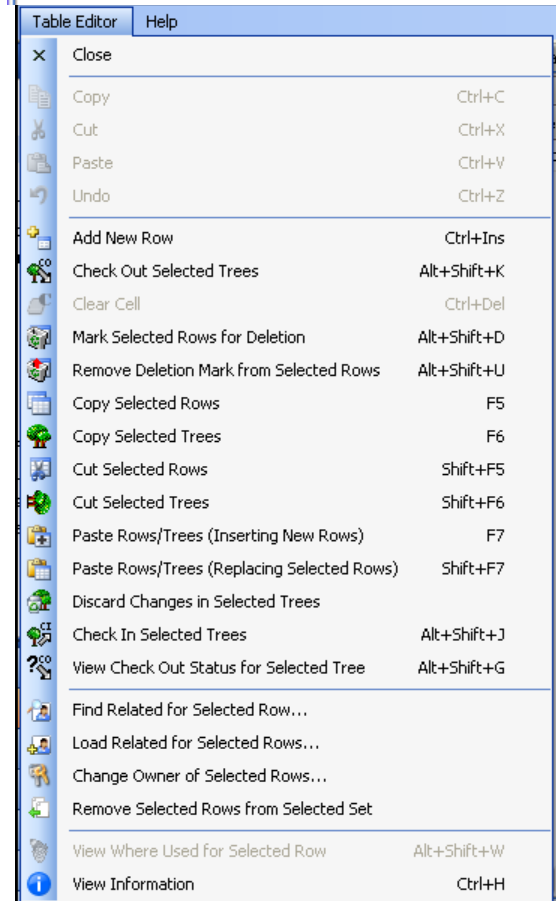 Table Editor Help
Close
Copy Ctrl+C
Cut Ctrl+X
Paste Ctrl+V
Undo Ctrl+Z
Add New Row Ctrl+Ins
Check Out Selected Trees Alt+Shift+K
Clear Cell Ctrl+Del
Mark Selected Rows for Deletion Alt+Shift+D
Remove Deletion Mark from Selected Rows Alt+Shift+U
Copy Selected Rows F5
Copy Selected Trees F6
Cut Selected Rows Shift+F5
Cut Selected Trees Shift+F6
Paste Rows/Trees (Inserting New Rows) F7
Paste Rows/Trees (Replacing Selected Rows) Shift+F7
Discard Changes in Selected Trees
Check In Selected Trees Alt+Shift+J
View Check Out Status for Selected Tree Alt+Shift+G
Find Related for Selected Row...
Load Related for Selected Rows...
Change Owner of Selected Rows...
Remove Selected Rows from Selected Set
View Where Used for Selected Row Alt+Shift+W
View Information Ctrl+H